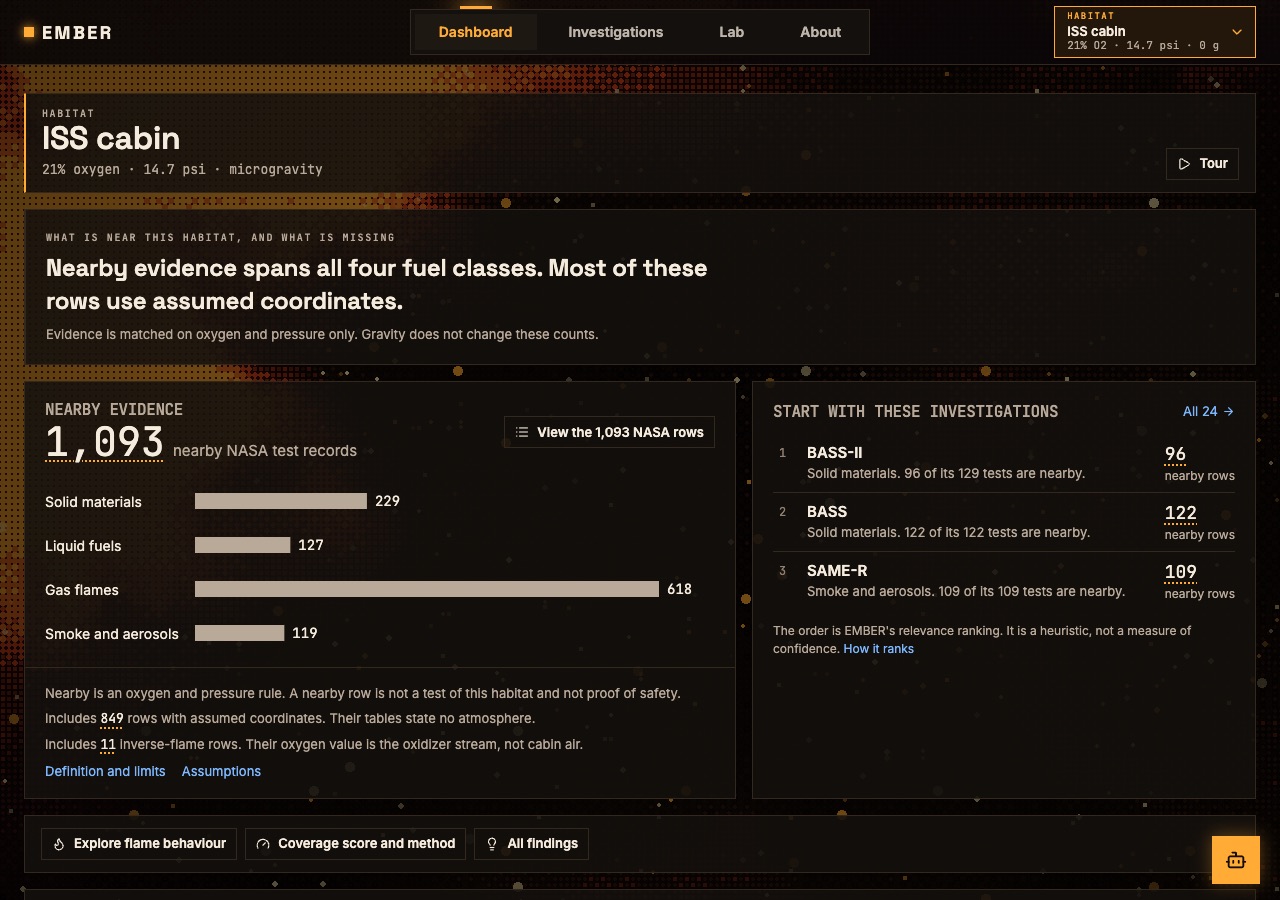 EMBER
Dashboard
Investigations
Lab
About
HABITAT
ISS cabin
21% O2 · 14.7 psi · 0 g
HABITAT
ISS cabin
21% oxygen · 14.7 psi · microgravity
Tour
WHAT IS NEAR THIS HABITAT, AND WHAT IS MISSING
Nearby evidence spans all four fuel classes. Most of these
rows use assumed coordinates.
Evidence is matched on oxygen and pressure only. Gravity does not change these counts.
NEARBY EVIDENCE
1,093 nearby NASA test records
View the 1,093 NASA rows
Solid materials 229
Liquid fuels 127
Gas flames 618
Smoke and aerosols 119
Nearby is an oxygen and pressure rule. A nearby row is not a test of this habitat and not proof of safety.
Includes 849 rows with assumed coordinates. Their tables state no atmosphere.
Includes 11 inverse-flame rows. Their oxygen value is the oxidizer stream, not cabin air.
Definition and limits Assumptions
START WITH THESE INVESTIGATIONS
All 24 →
1 BASS-II 96
Solid materials. 96 of its 129 tests are nearby. nearby rows
2 BASS 122
Solid materials. 122 of its 122 tests are nearby. nearby rows
3 SAME-R 109
Smoke and aerosols. 109 of its 109 tests are nearby. nearby rows
The order is EMBER's relevance ranking. It is a heuristic, not a measure of
confidence. How it ranks
Explore flame behaviour
Coverage score and method
All findings